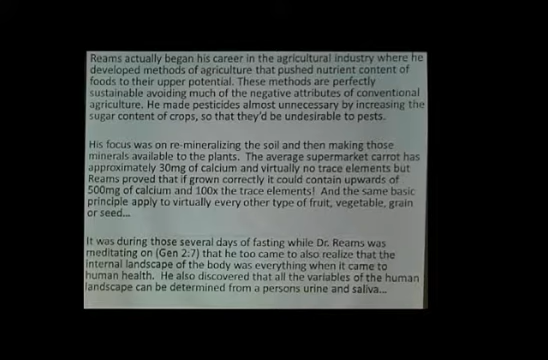 Reams actually began his career in the agricultural industry where he
developed methods of agriculture that pushed nutrient content of
foods to their upper potential. These methods are perfectly
sustainable avoiding much of the negative attributes of conventional
agriculture. He made pesticides almost unnecessary by increasing the
sugar content of crops, so that they'd be undesirable to pests.
His focus was on re-mineralizing the soil and then making those
minerals available to the plants. The average supermarket carrot has
approximately 30mg of calcium and virtually no trace elements but
Reams proved that if grown correctly it could contain upwards of
500mg of calcium and 100x the trace elements! And the same basic
principle apply to virtually every other type of fruit, vegetable, grain
or seed...
It was during those several days of fasting while Dr. Reams was
meditating on (Gen 2:7) that he too came to also realize that the
internal landscape of the body was everything when it came to
human health. He also discovered that all the variables of the human
landscape can be determined from a persons urine and saliva...